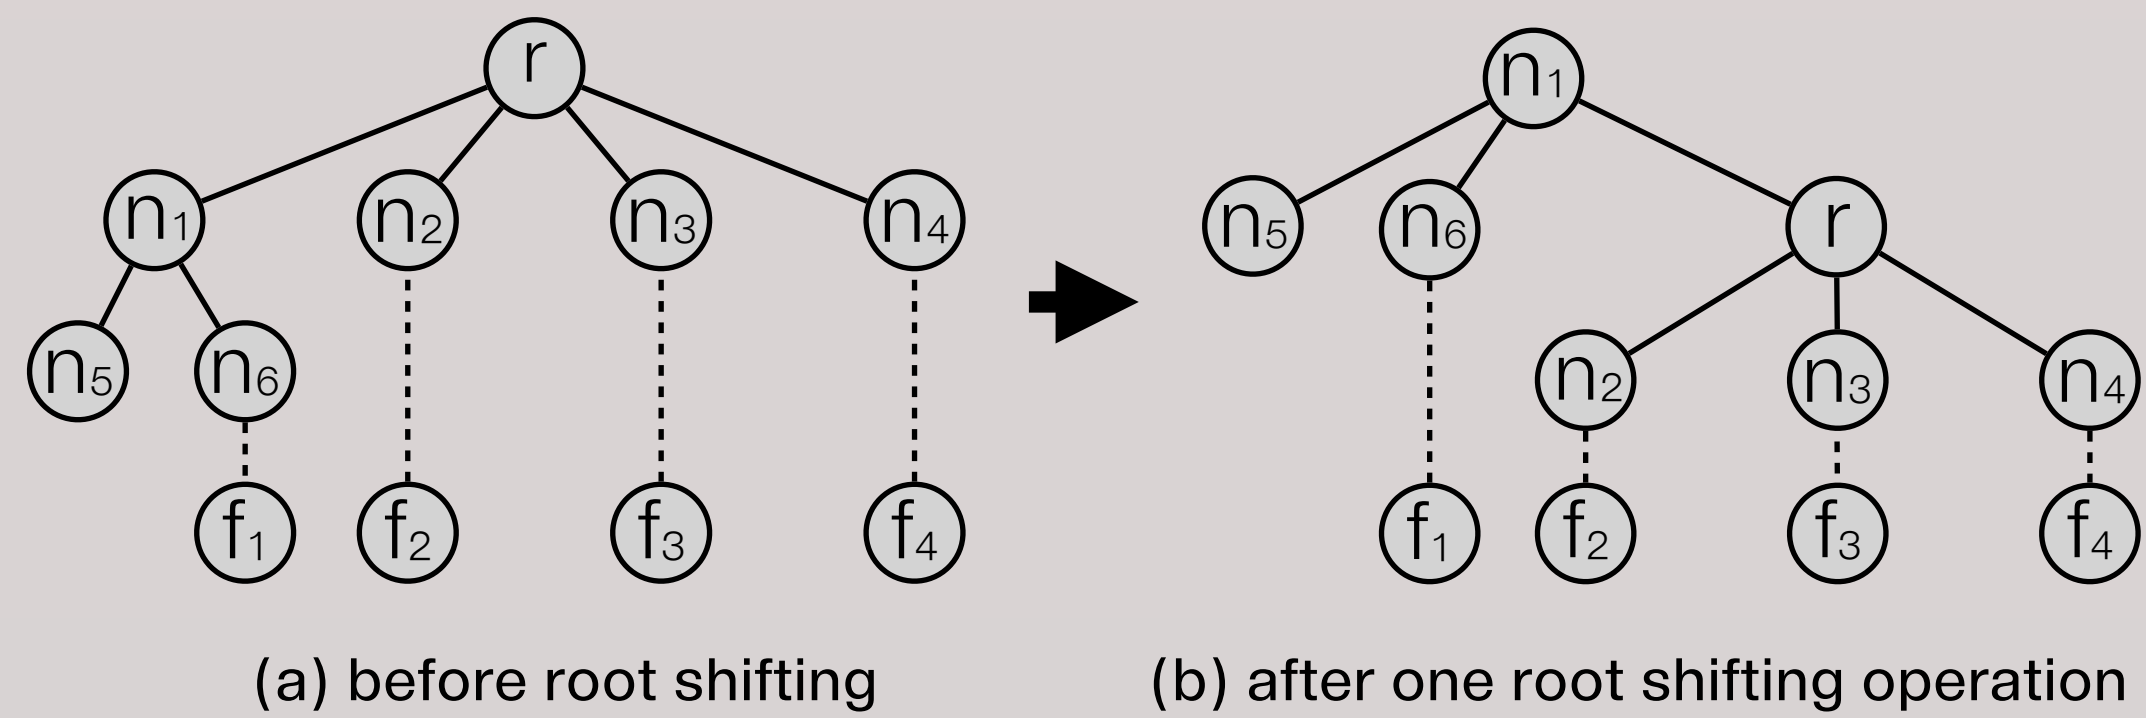 r
n1 n2 n3 n4
n5 n6
f1 f2 f3 f4
(a) before root shifting
n1
n5 n6 r
n2 n3 n4
f1 f2 f3 f4
(b) after one root shifting operation